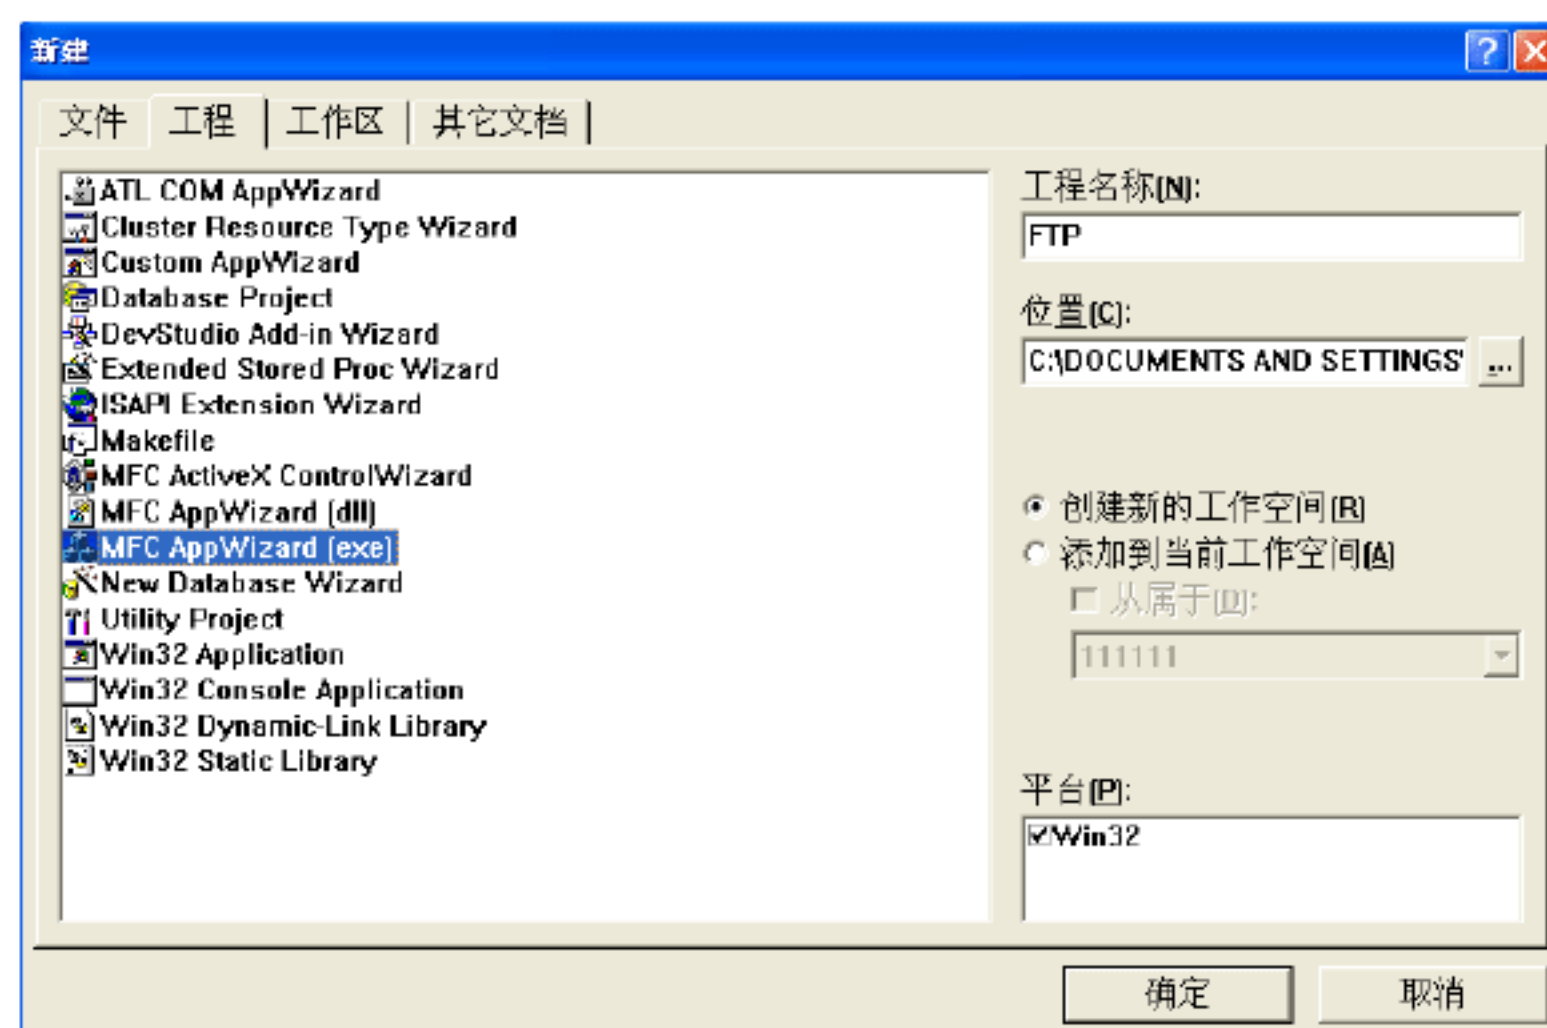 新建
文件 工程 工作区 其它文档
ATL COM AppWizard
Cluster Resource Type Wizard
Custom AppWizard
Database Project
DevStudio Add-in Wizard
Extended Stored Proc Wizard
ISAPI Extension Wizard
Makefile
MFC ActiveX ControlWizard
MFC AppWizard (dll)
MFC AppWizard (exe)
New Database Wizard
Utility Project
Win32 Application
Win32 Console Application
Win32 Dynamic-Link Library
Win32 Static Library
工程名称(N):
FTP
位置(C):
C:\DOCUMENTS AND SETTINGS\
...
创建新的工作空间(R)
添加到当前工作空间(A)
从属于(D):
111111
平台(P):
Win32
确定 取消